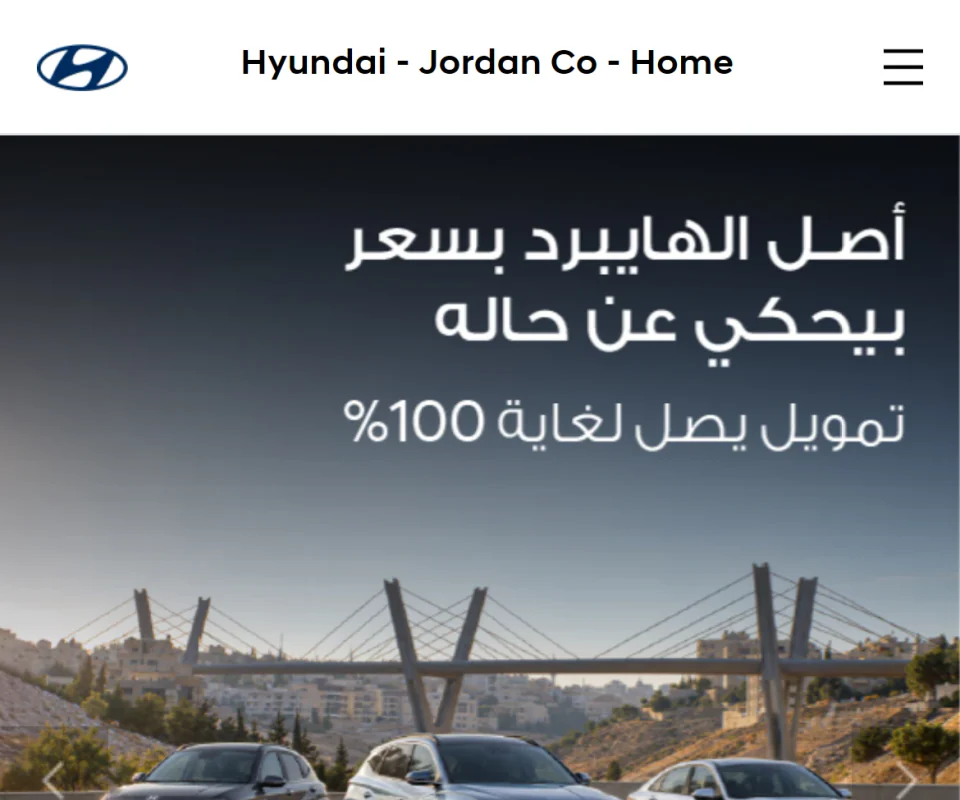 Hyundai - Jordan Co - Home
أصل الهايبرد بسعر
بيحكي عن حاله
تمويل يصل لغاية 100%